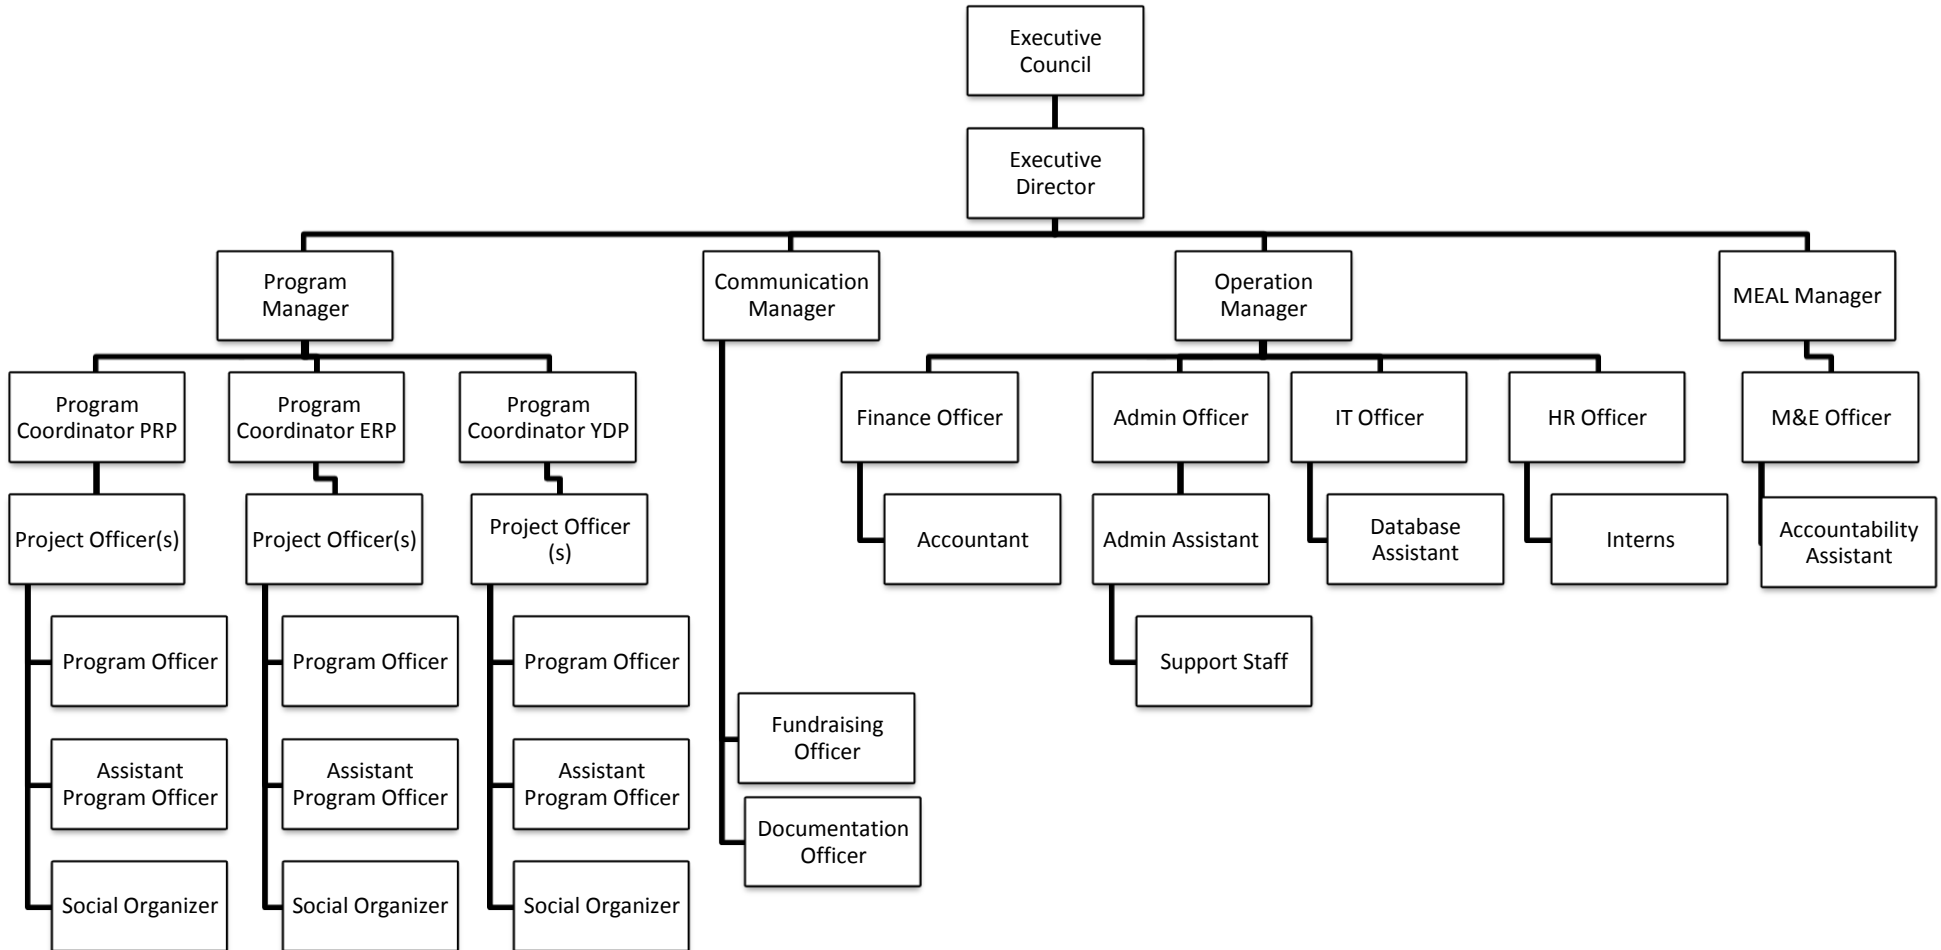 Executive
Council
Executive
Director
Program
Manager
Communication
Manager
Operation
Manager
MEAL Manager
Program
Coordinator PRP
Program
Coordinator ERP
Program
Coordinator YDP
Finance Officer
Admin Officer
IT Officer
HR Officer
M&E Officer
Project Officer(s)
Project Officer(s)
Project Officer
(s)
Accountant
Admin Assistant
Database
Assistant
Interns
Accountability
Assistant
Program Officer
Program Officer
Program Officer
Support Staff
Fundraising
Officer
Assistant
Program Officer
Assistant
Program Officer
Assistant
Program Officer
Documentation
Officer
Social Organizer
Social Organizer
Social Organizer